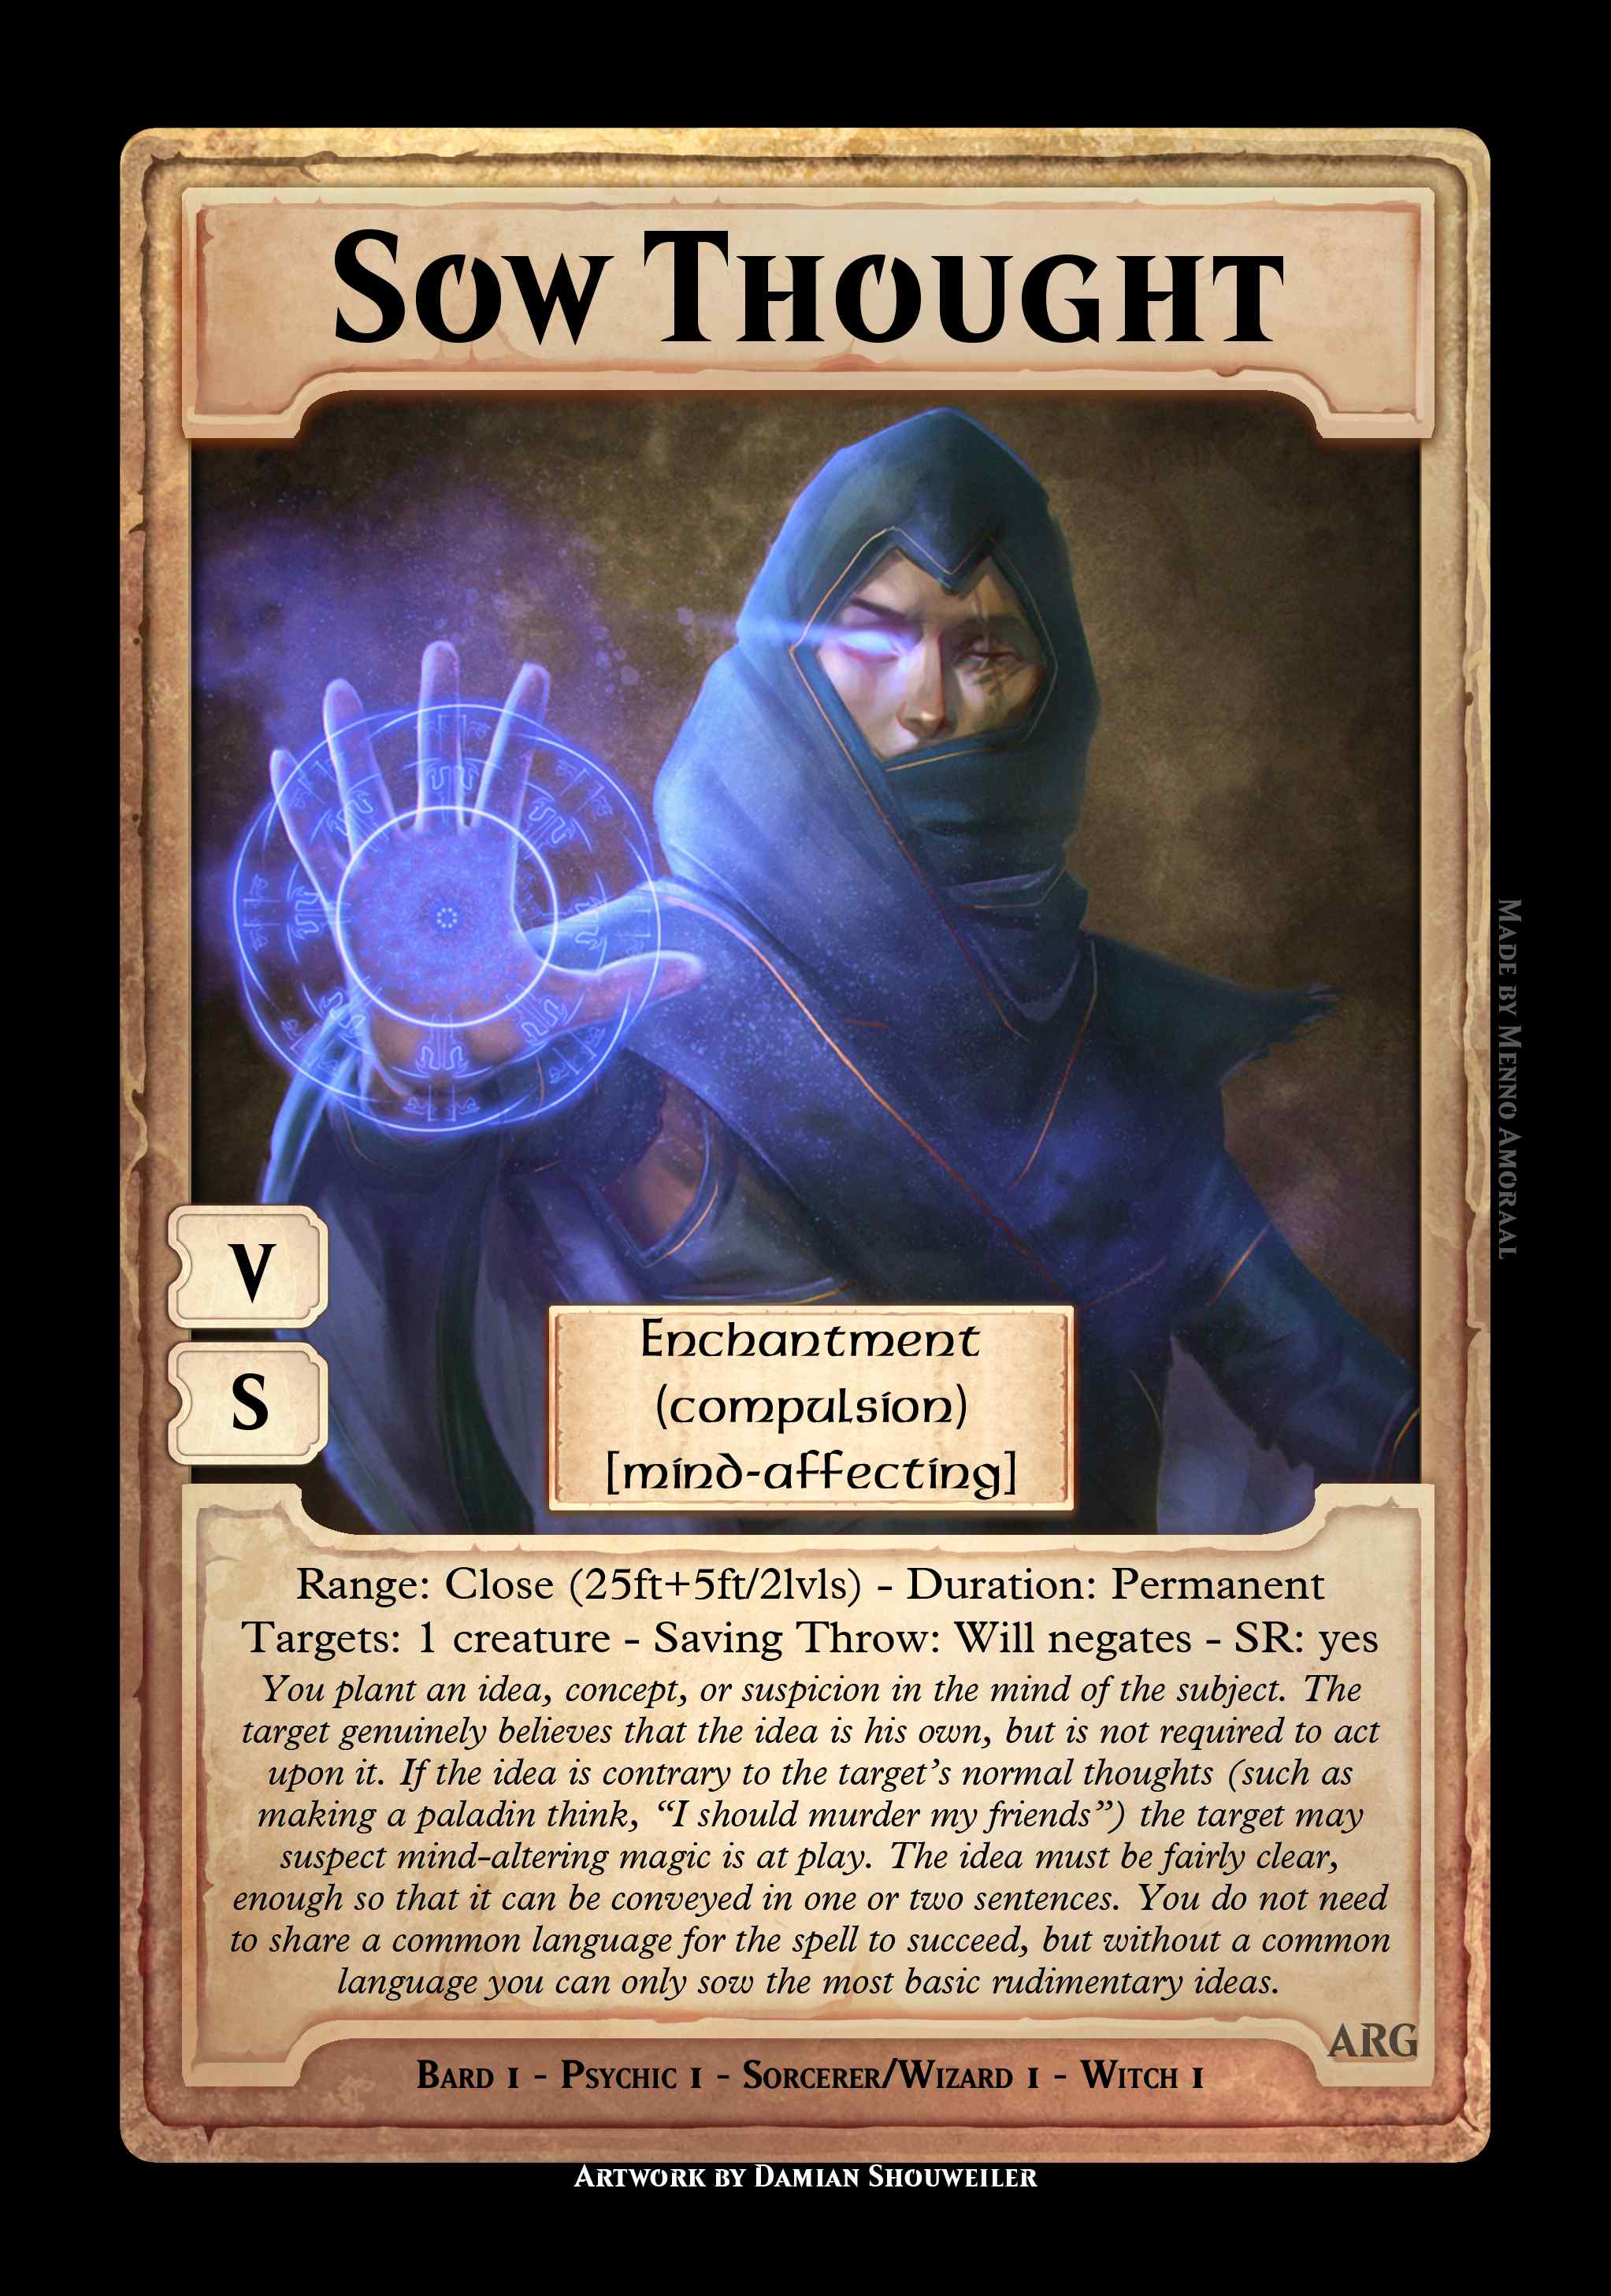 Sow Thought
V
S
Enchantment
(compulsion)
[mind-affecting]
Range: Close (25ft+5ft/2lvls) - Duration: Permanent
Targets: 1 creature - Saving Throw: Will negates - SR: yes
You plant an idea, concept, or suspicion in the mind of the subject. The
target genuinely believes that the idea is his own, but is not required to act
upon it. If the idea is contrary to the target’s normal thoughts (such as
making a paladin think, “I should murder my friends”) the target may
suspect mind-altering magic is at play. The idea must be fairly clear,
enough so that it can be conveyed in one or two sentences. You do not need
to share a common language for the spell to succeed, but without a common
language you can only sow the most basic rudimentary ideas.
ARG
Bard 1 - Psychic 1 - Sorcerer/Wizard 1 - Witch 1
Artwork by Damian Shouweiler
Made by Menno Amoraal